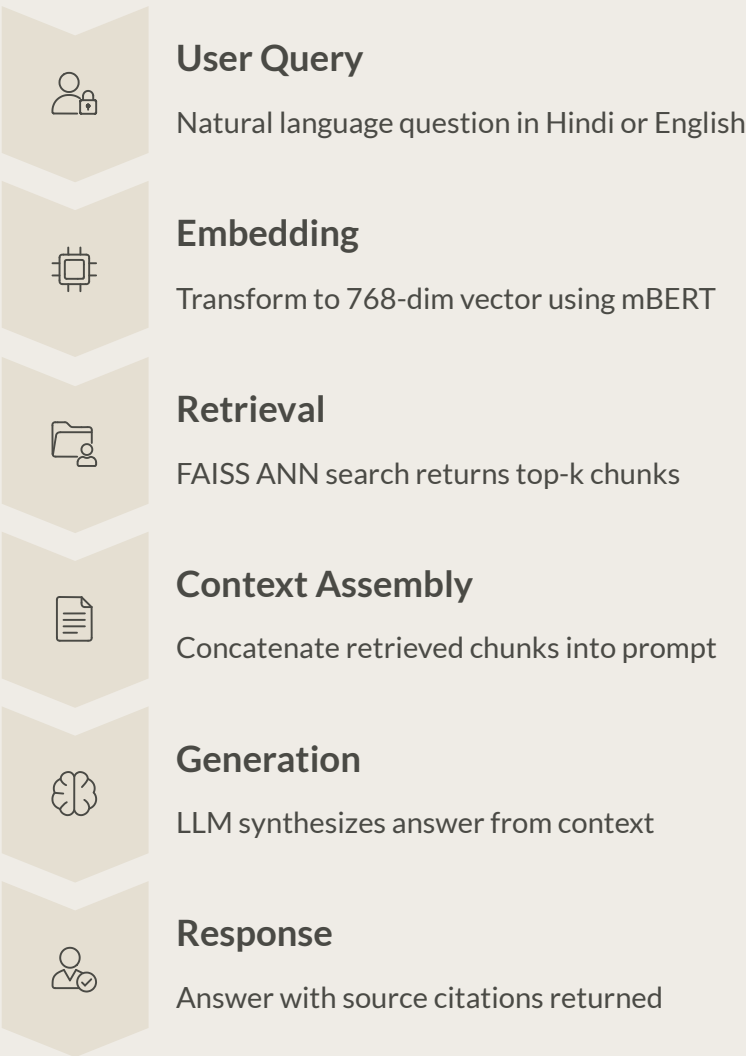 User Query
Natural language question in Hindi or English
Embedding
Transform to 768-dim vector using mBERT
Retrieval
FAISS ANN search returns top-k chunks
Context Assembly
Concatenate retrieved chunks into prompt
Generation
LLM synthesizes answer from context
Response
Answer with source citations returned